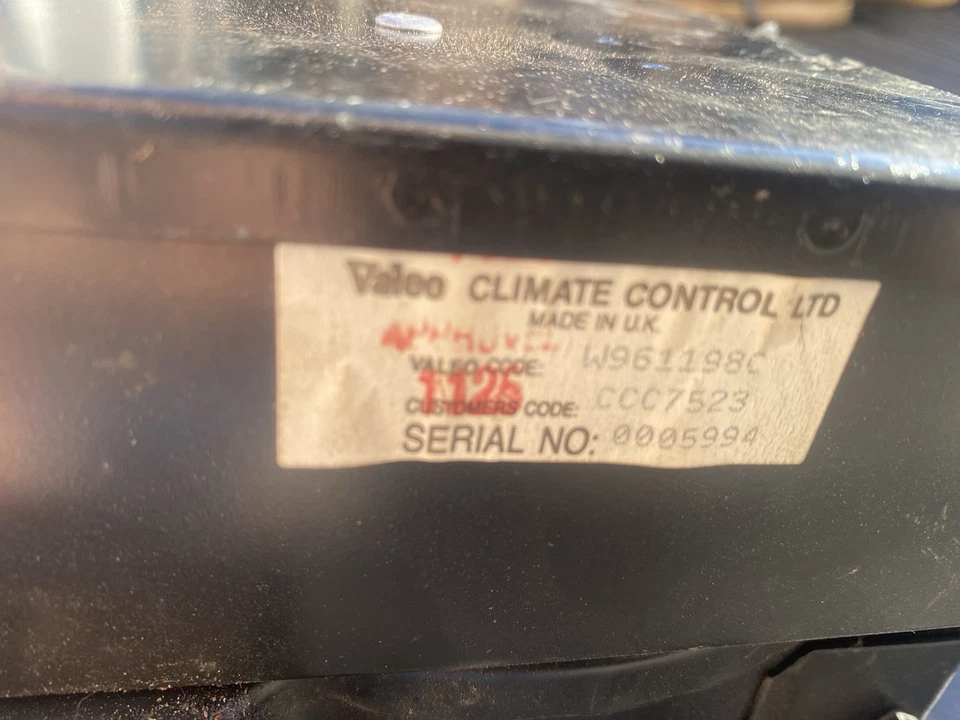 Valeo CLIMATE CONTROL LTD
MADE IN U.K.
VALEO CODE: W961198C
1125
CUSTOMERS CODE: CCC7523
SERIAL NO: 0005994